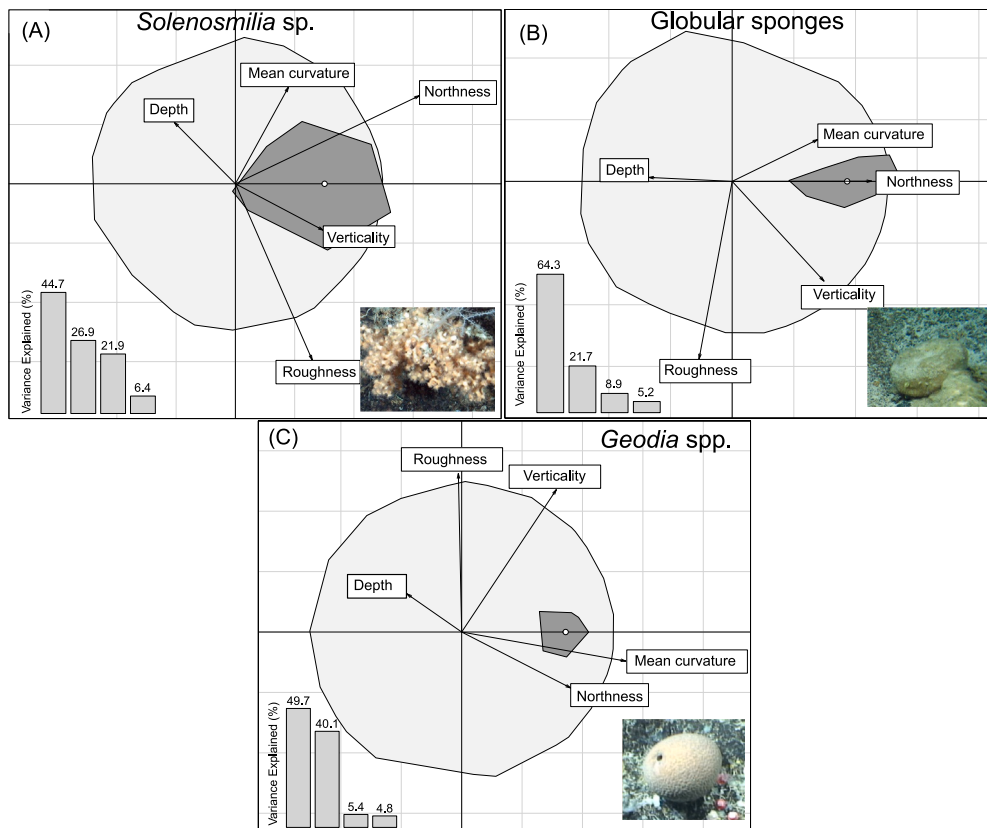 (A)
Solenosmilia sp.
Mean curvature
Northness
Depth
Verticality
Roughness
Variance Explained (%)
44.7
26.9
21.9
6.4
(B)
Globular sponges
Mean curvature
Depth
Northness
Verticality
Roughness
Variance Explained (%)
64.3
21.7
8.9
5.2
(C)
Geodia spp.
Roughness
Verticality
Depth
Mean curvature
Northness
Variance Explained (%)
49.7
40.1
5.4
4.8